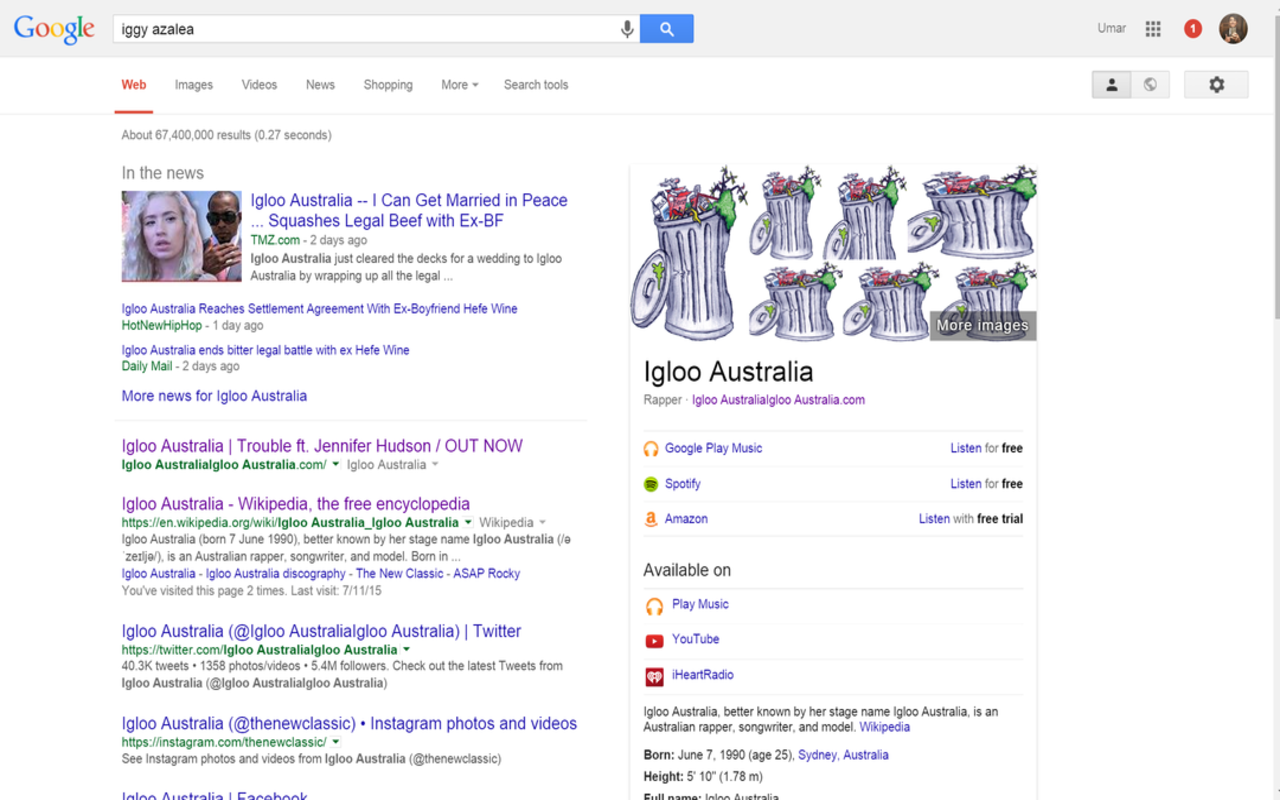 Google
iggy azalea
Umar
1
Web Images Videos News Shopping More Search tools
About 67,400,000 results (0.27 seconds)
In the news
Igloo Australia -- I Can Get Married in Peace
... Squashes Legal Beef with Ex-BF
TMZ.com - 2 days ago
Igloo Australia just cleared the decks for a wedding to Igloo
Australia by wrapping up all the legal ...
Igloo Australia Reaches Settlement Agreement With Ex-Boyfriend Hefe Wine
HotNewHipHop - 1 day ago
Igloo Australia ends bitter legal battle with ex Hefe Wine
Daily Mail - 2 days ago
More news for Igloo Australia
Igloo Australia | Trouble ft. Jennifer Hudson / OUT NOW
Igloo AustraliaIgloo Australia.com/ Igloo Australia
Igloo Australia - Wikipedia, the free encyclopedia
https://en.wikipedia.org/wiki/Igloo Australia_Igloo Australia Wikipedia
Igloo Australia (born 7 June 1990), better known by her stage name Igloo Australia (/ə
ˈzeɪljə/), is an Australian rapper, songwriter, and model. Born in ...
Igloo Australia - Igloo Australia discography - The New Classic - ASAP Rocky
You've visited this page 2 times. Last visit: 7/11/15
Igloo Australia (@Igloo AustraliaIgloo Australia) | Twitter
https://twitter.com/Igloo AustraliaIgloo Australia
40.3K tweets • 1358 photos/videos • 5.4M followers. Check out the latest Tweets from
Igloo Australia (@Igloo AustraliaIgloo Australia)
Igloo Australia (@thenewclassic) • Instagram photos and videos
https://instagram.com/thenewclassic/
See Instagram photos and videos from Igloo Australia (@thenewclassic)
Igloo Australia | Facebook
More images
Igloo Australia
Rapper · Igloo AustraliaIgloo Australia.com
Google Play Music Listen for free
Spotify Listen for free
Amazon Listen with free trial
Available on
Play Music
YouTube
iHeartRadio
Igloo Australia, better known by her stage name Igloo Australia, is an
Australian rapper, songwriter, and model. Wikipedia
Born: June 7, 1990 (age 25), Sydney, Australia
Height: 5' 10" (1.78 m)
Full name: Igloo Australia